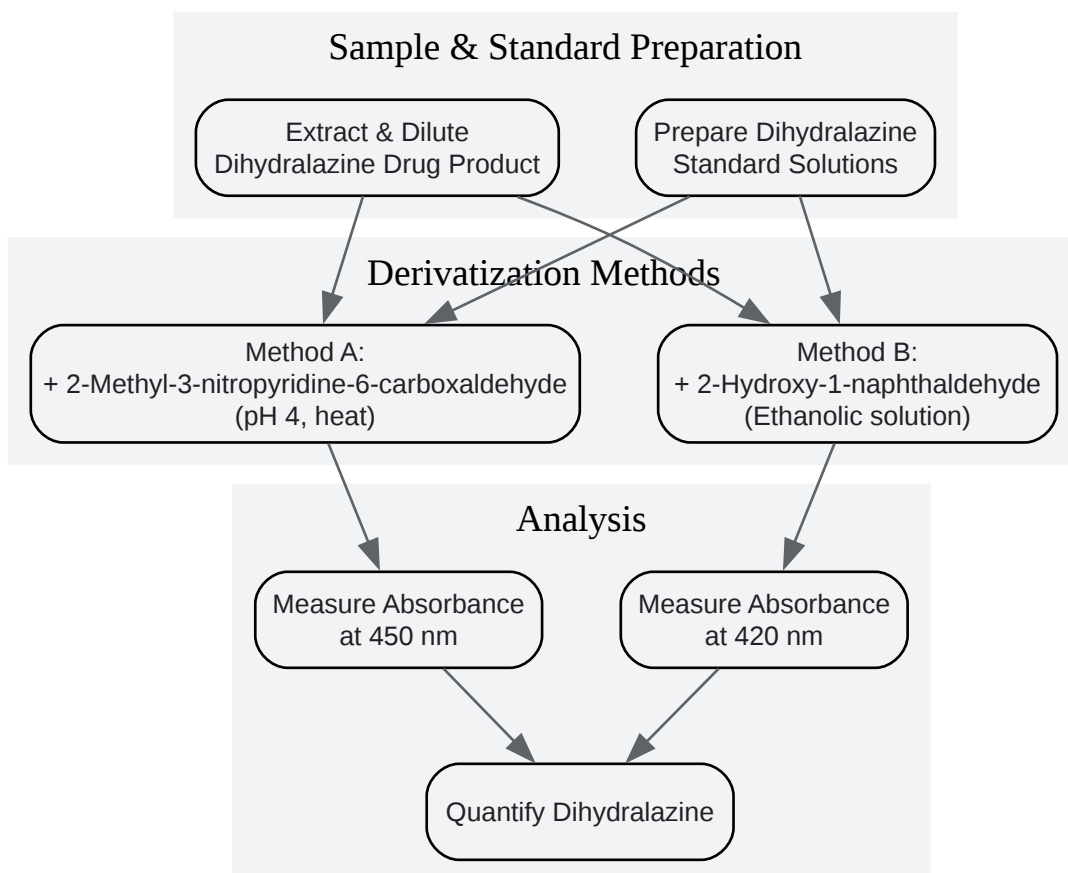 Sample & Standard Preparation
Extract & Dilute
Dihydralazine Drug Product
Prepare Dihydralazine
Standard Solutions
Derivatization Methods
Method A:
+ 2-Methyl-3-nitropyridine-6-carboxaldehyde
(pH 4, heat)
Method B:
+ 2-Hydroxy-1-naphthaldehyde
(Ethanolic solution)
Analysis
Measure Absorbance
at 450 nm
Measure Absorbance
at 420 nm
Quantify Dihydralazine